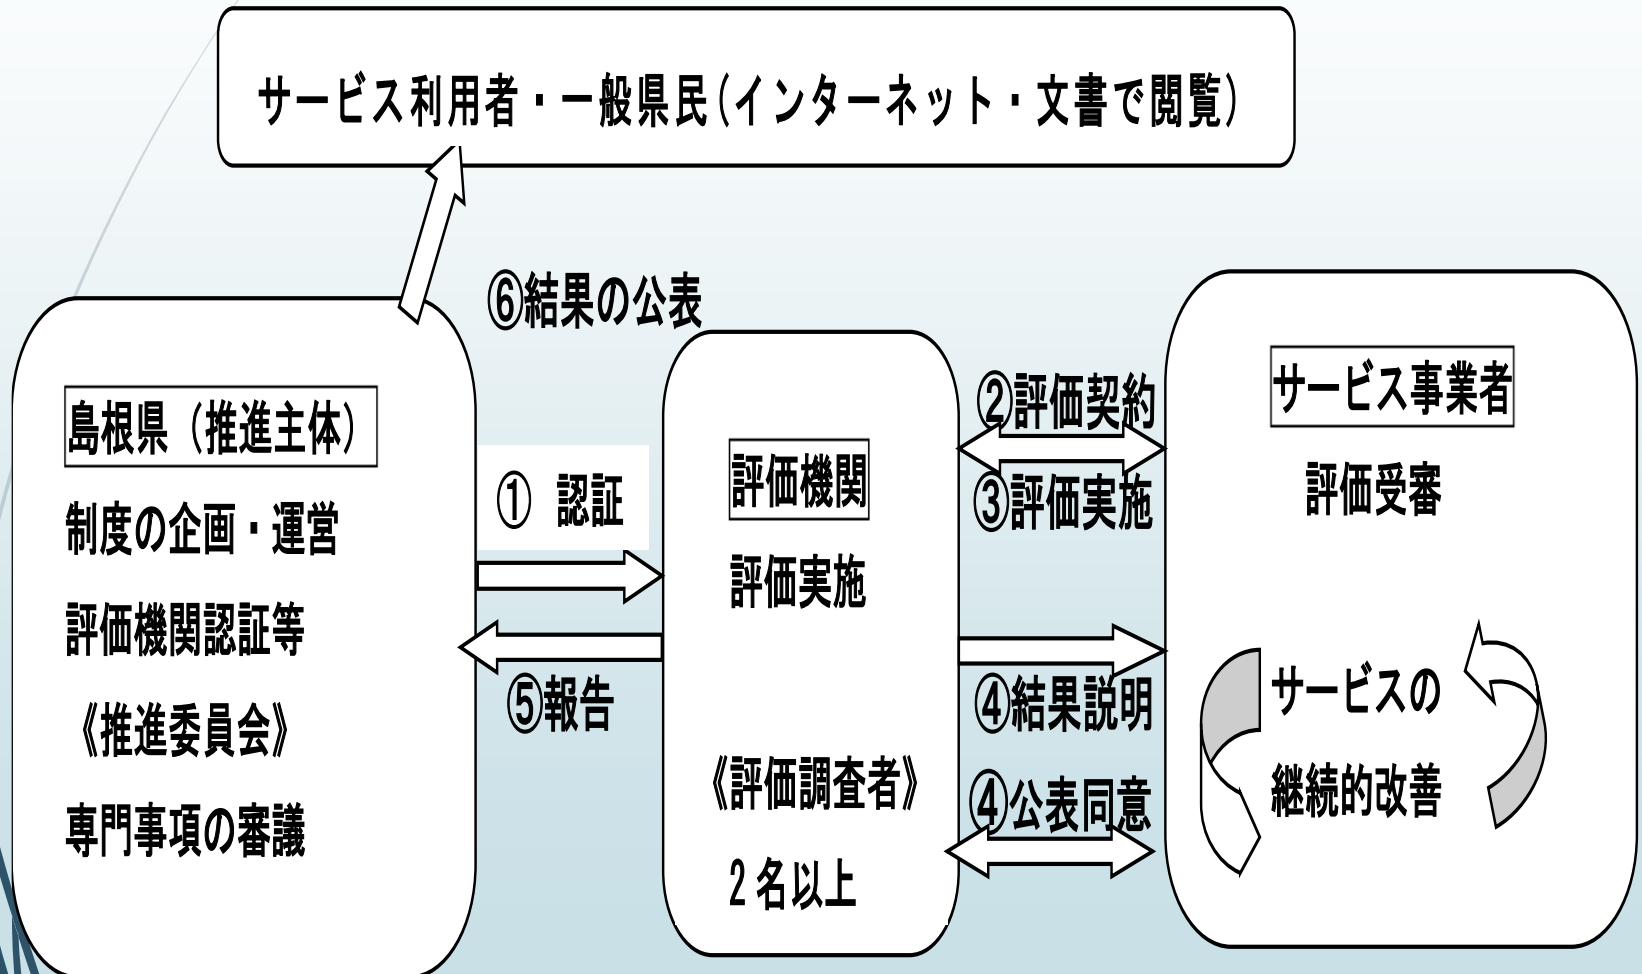 サービス利用者・一般県民(インターネット・文書で閲覧)
⑥結果の公表
島根県（推進主体）
制度の企画・運営
評価機関認証等
《推進委員会》
専門事項の審議
① 認証
⑤報告
評価機関
評価実施
《評価調査者》
2名以上
②評価契約
③評価実施
④結果説明
④公表同意
サービス事業者
評価受審
サービスの
継続的改善